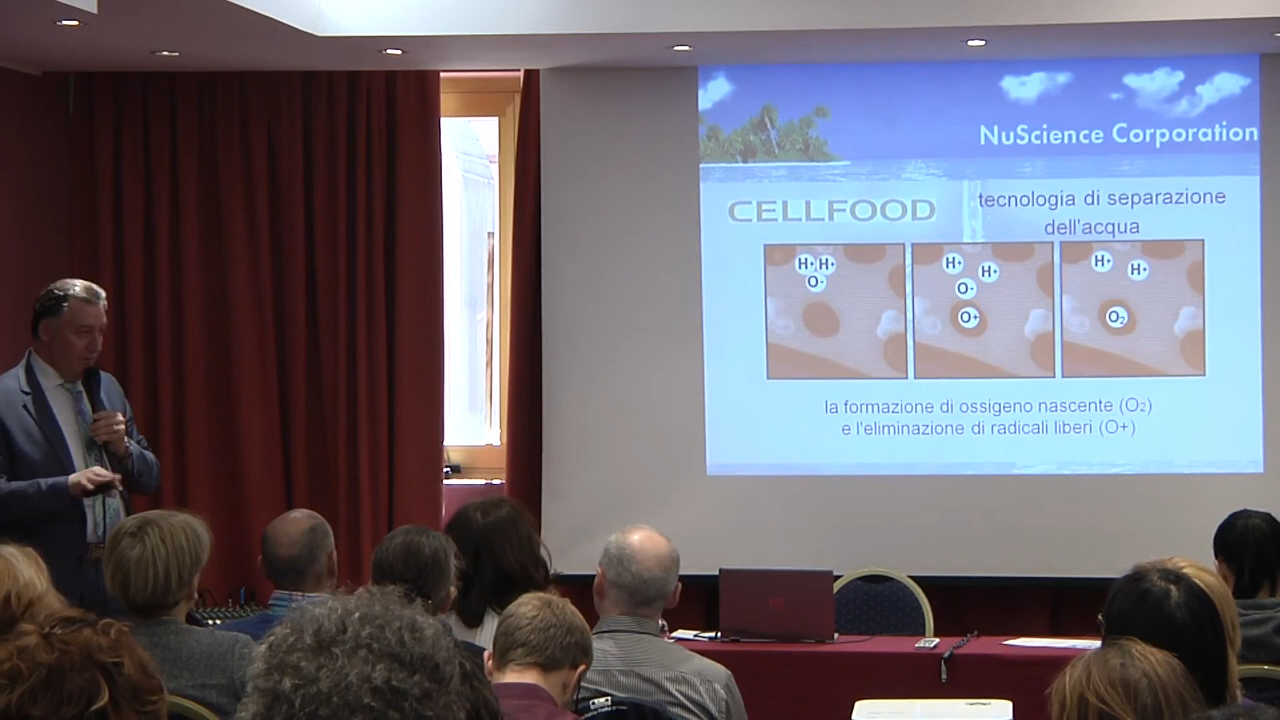 NuScience Corporation
CELLFOOD
tecnologia di separazione
dell'acqua
H+ H+
O-
H+
H+
O-
O+
H+
H+
O₂
la formazione di ossigeno nascente (O₂)
e l'eliminazione di radicali liberi (O+)